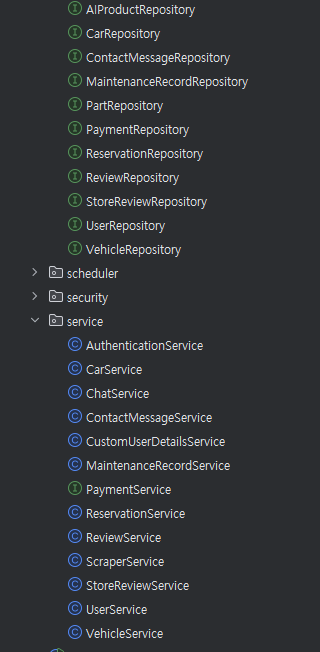 AIProductRepository
CarRepository
ContactMessageRepository
MaintenanceRecordRepository
PartRepository
PaymentRepository
ReservationRepository
ReviewRepository
StoreReviewRepository
UserRepository
VehicleRepository
scheduler
security
service
AuthenticationService
CarService
ChatService
ContactMessageService
CustomUserDetailsService
MaintenanceRecordService
PaymentService
ReservationService
ReviewService
ScraperService
StoreReviewService
UserService
VehicleService